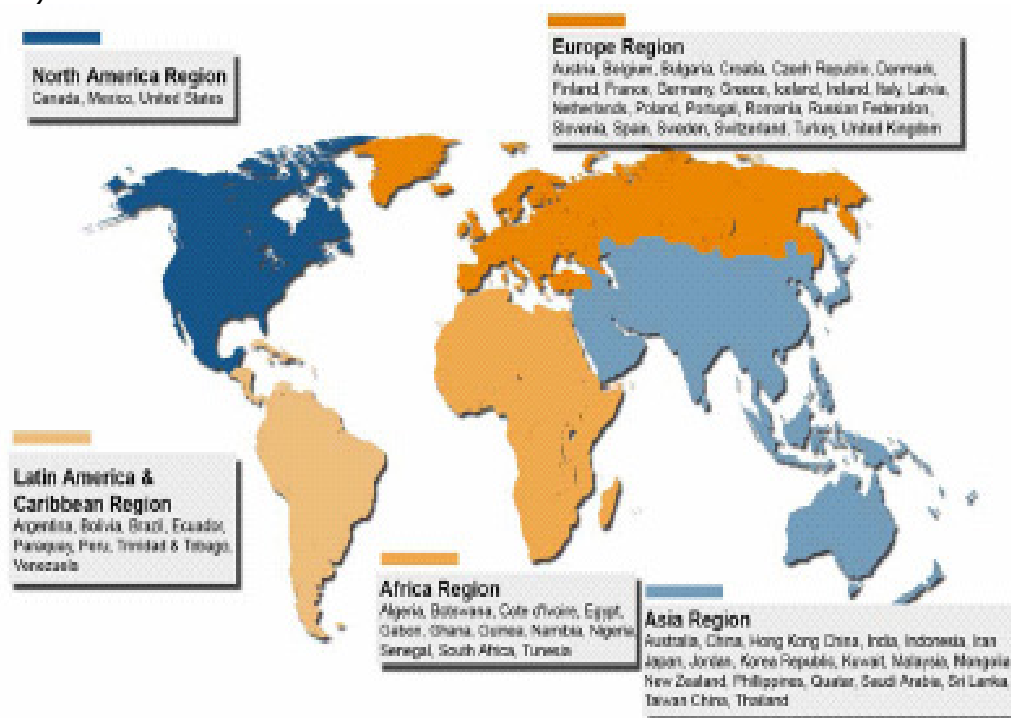 North America Region
Canada, Mexico, United States
Europe Region
Austria, Belgium, Bulgaria, Croatia, Czech Republic, Denmark,
Finland, France, Germany, Greece, Iceland, Ireland, Italy, Latvia,
Netherlands, Poland, Portugal, Romania, Russian Federation,
Slovenia, Spain, Sweden, Switzerland, Turkey, United Kingdom
Latin America &
Caribbean Region
Argentina, Bolivia, Brazil, Ecuador,
Paraguay, Peru, Trinidad & Tobago,
Venezuela
Africa Region
Algeria, Botswana, Cote d'Ivoire, Egypt,
Gabon, Ghana, Guinea, Namibia, Nigeria,
Senegal, South Africa, Tunesia
Asia Region
Australia, China, Hong Kong China, India, Indonesia, Iran
Japan, Jordan, Korea Republic, Kuwait, Malaysia, Mongolia
New Zealand, Phillippines, Quatar, Saudi Arabia, Sri Lanka,
Taiwan China, Thailand